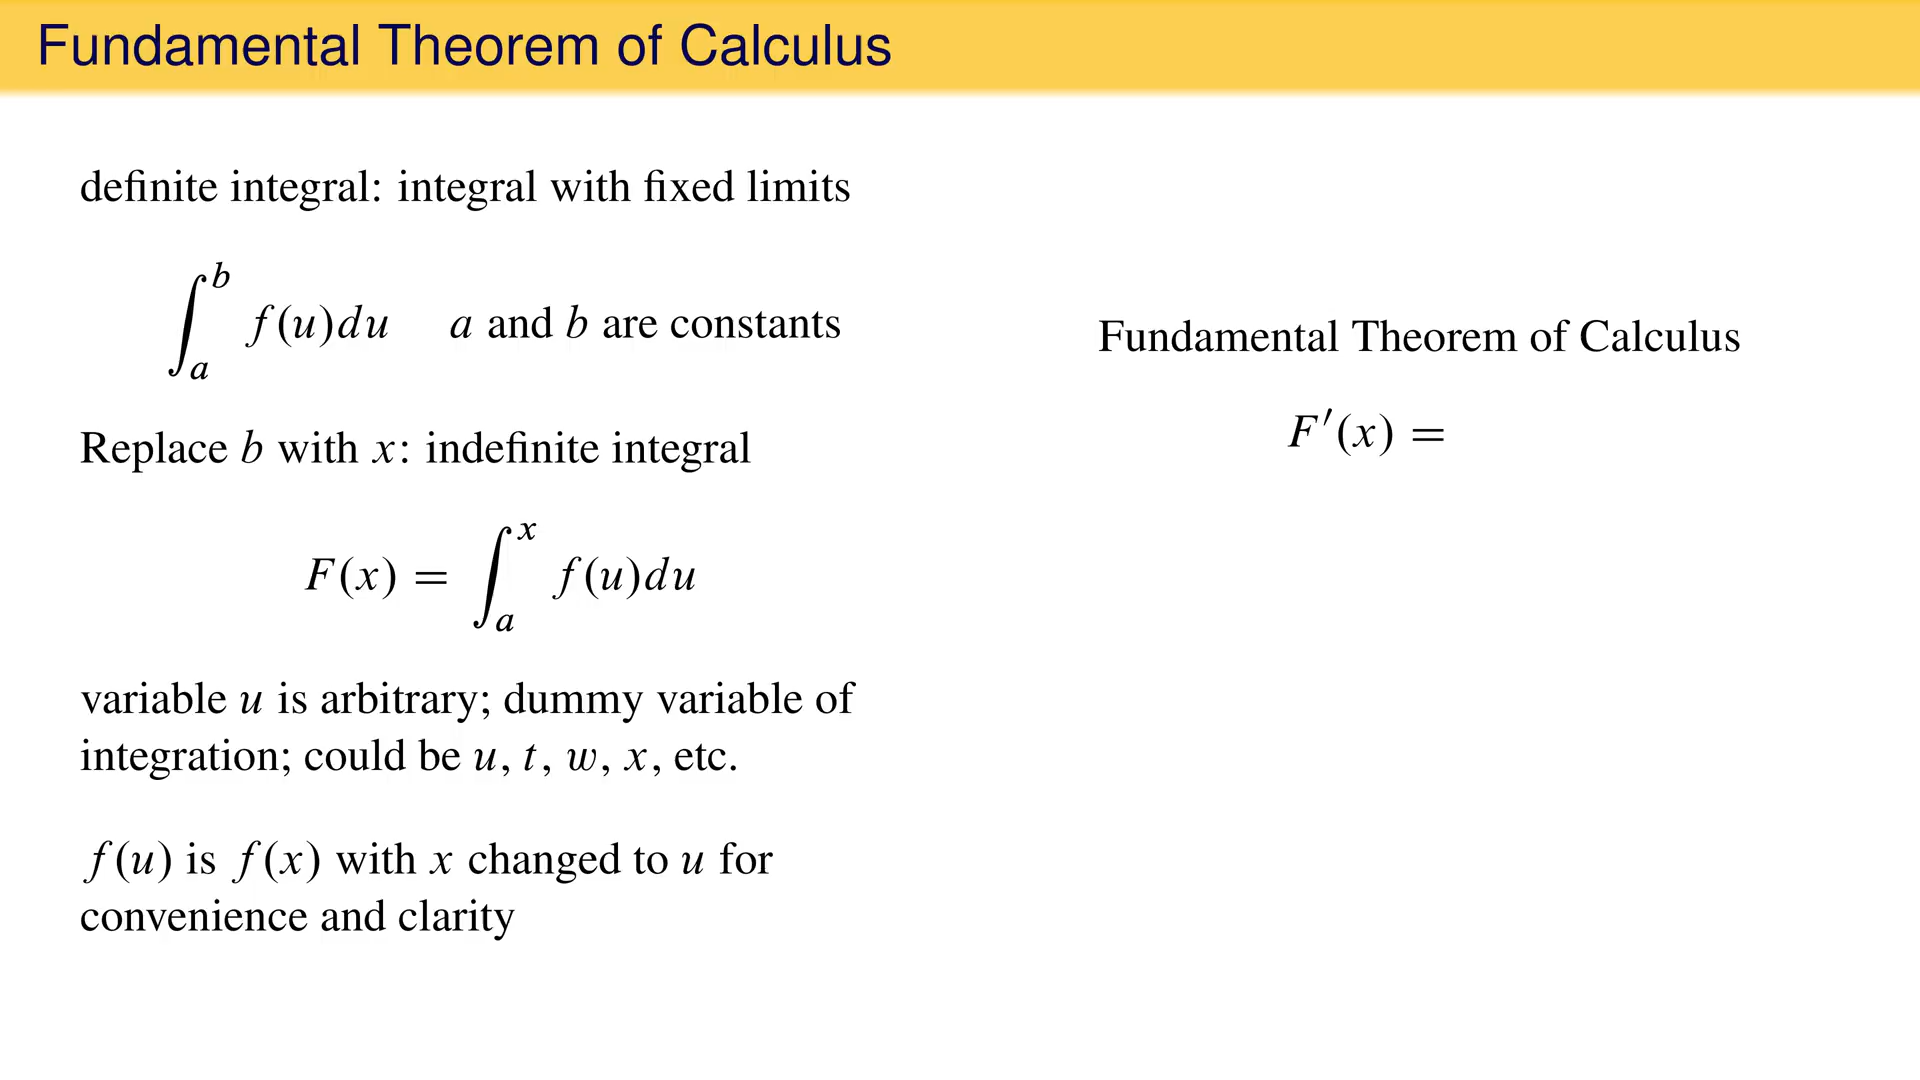 Fundamental Theorem of Calculus
definite integral: integral with fixed limits
∫_a^b f(u)du a and b are constants
Replace b with x: indefinite integral
F(x) = ∫_a^x f(u)du
variable u is arbitrary; dummy variable of
integration; could be u, t, w, x, etc.
f(u) is f(x) with x changed to u for
convenience and clarity
Fundamental Theorem of Calculus
F′(x) =